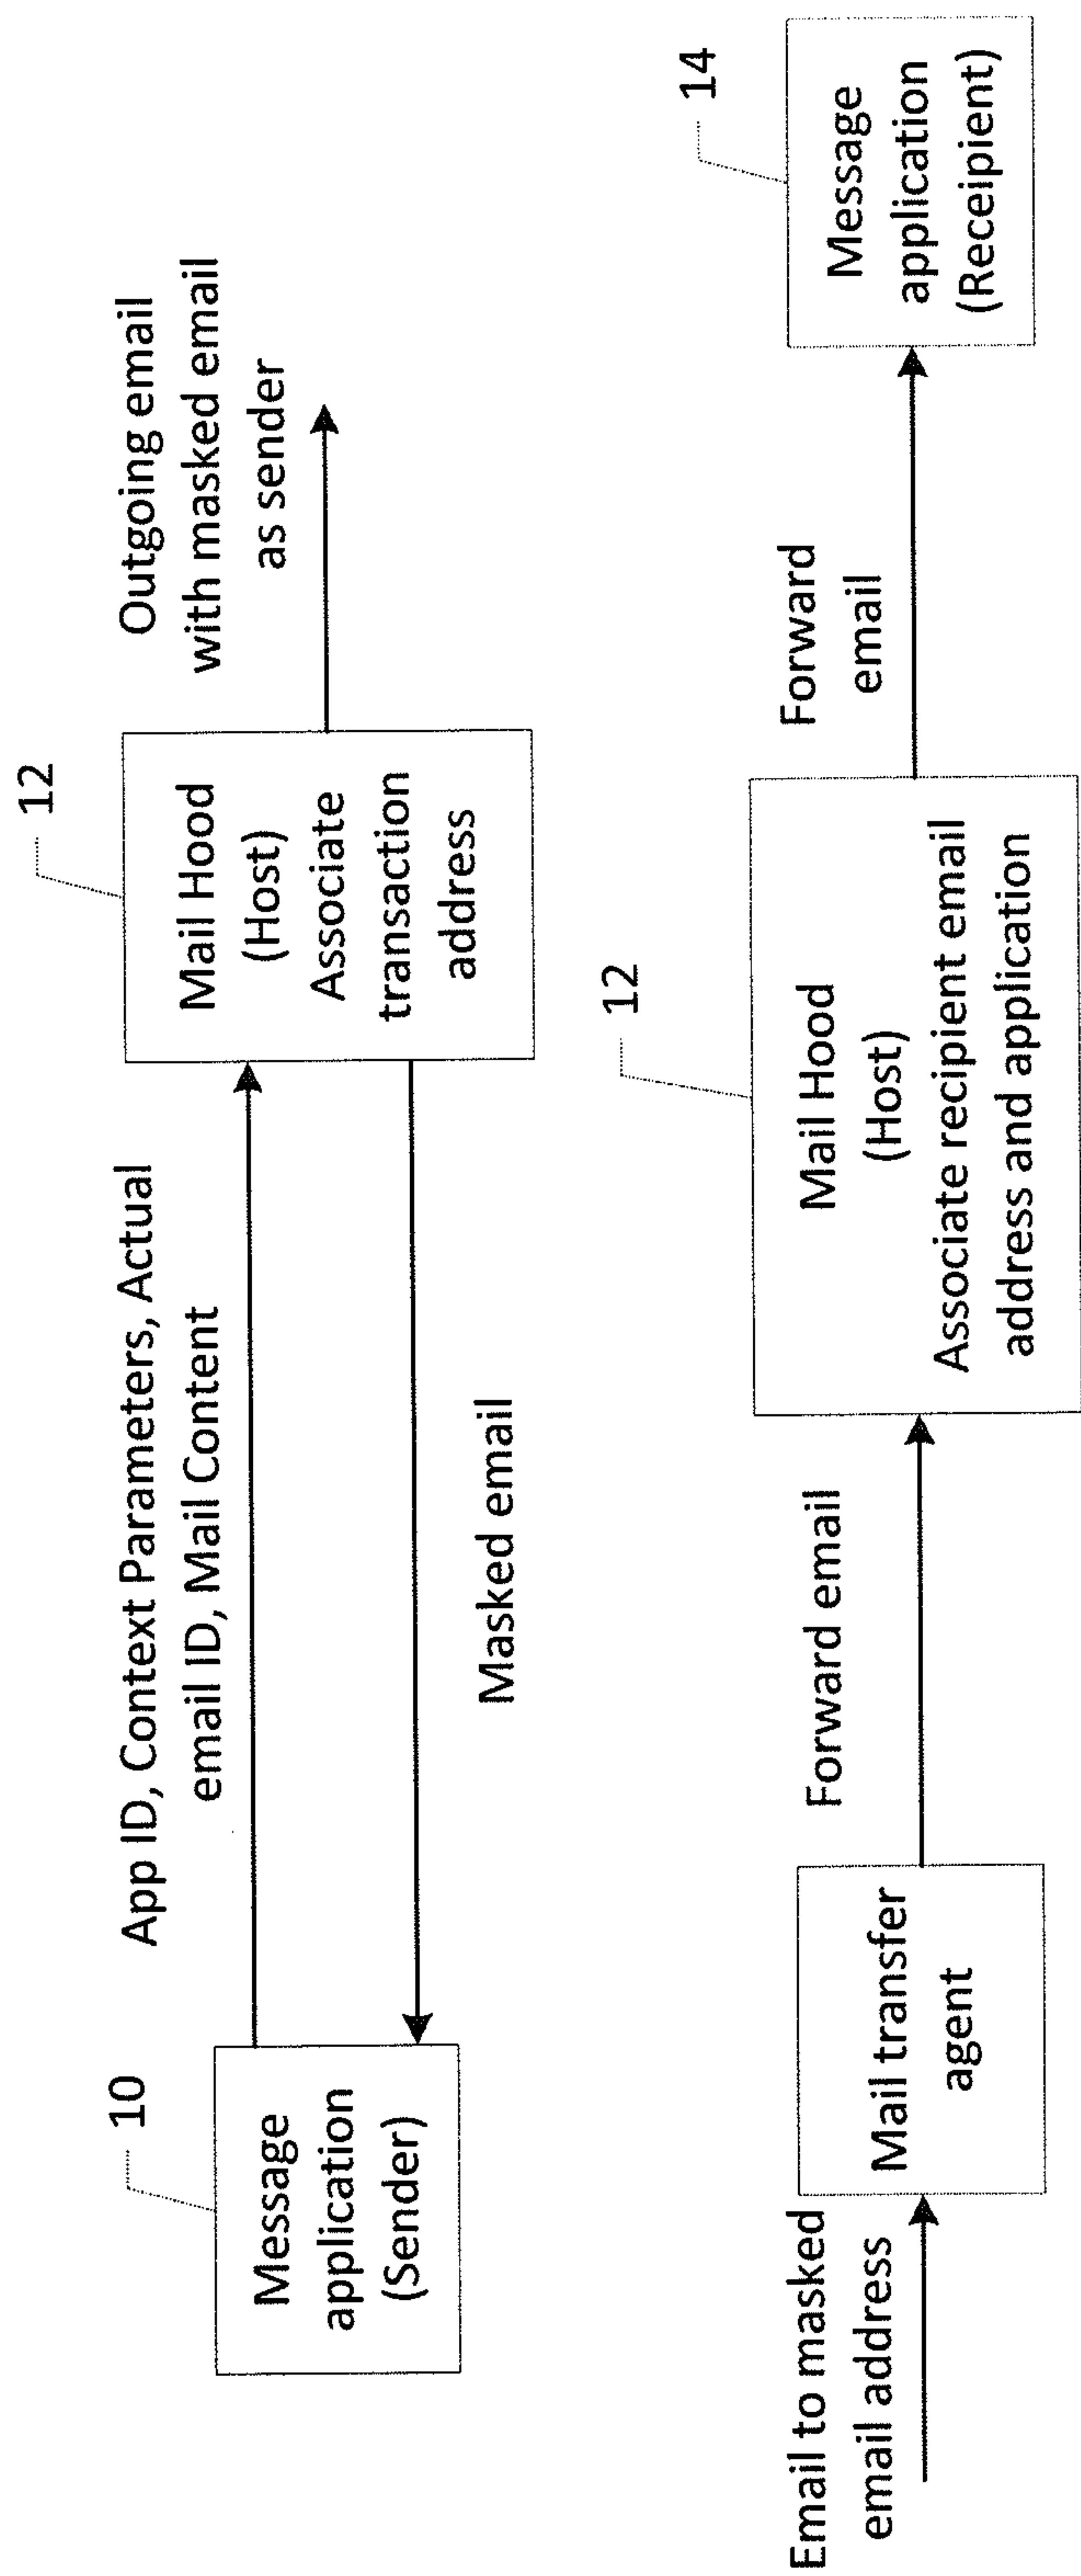 10
Message
application
(Sender)
App ID, Context Parameters, Actual
email ID, Mail Content
Masked email
12
Mail Hood
(Host)
Associate
transaction
address
Outgoing email
with masked email
as sender
Email to masked
email address
Mail transfer
agent
Forward email
12
Mail Hood
(Host)
Associate recipient email
address and application
Forward
email
14
Message
application
(Receipient)